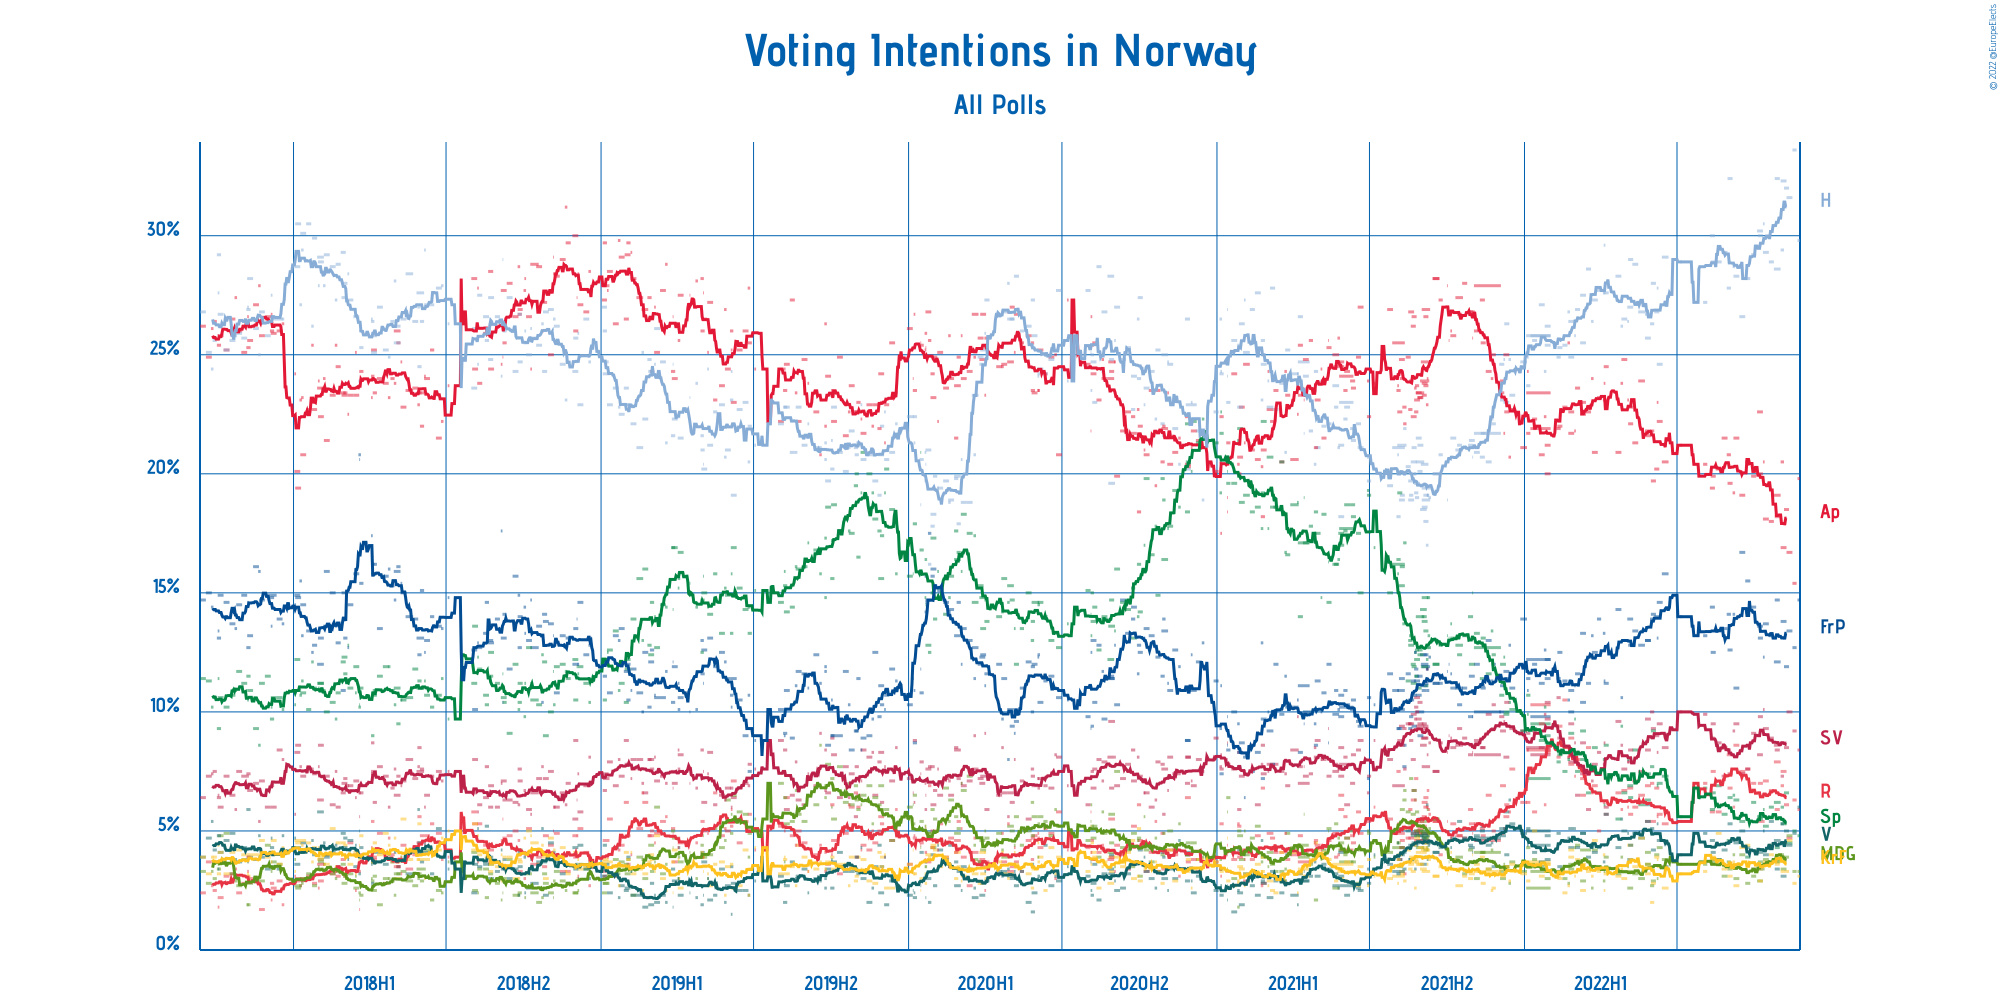 Voting Intentions in Norway
All Polls
© 2022 @EuropeElects
30%
25%
20%
15%
10%
5%
0%
H
Ap
FrP
SV
R
Sp
V
MDG
2018H1
2018H2
2019H1
2019H2
2020H1
2020H2
2021H1
2021H2
2022H1